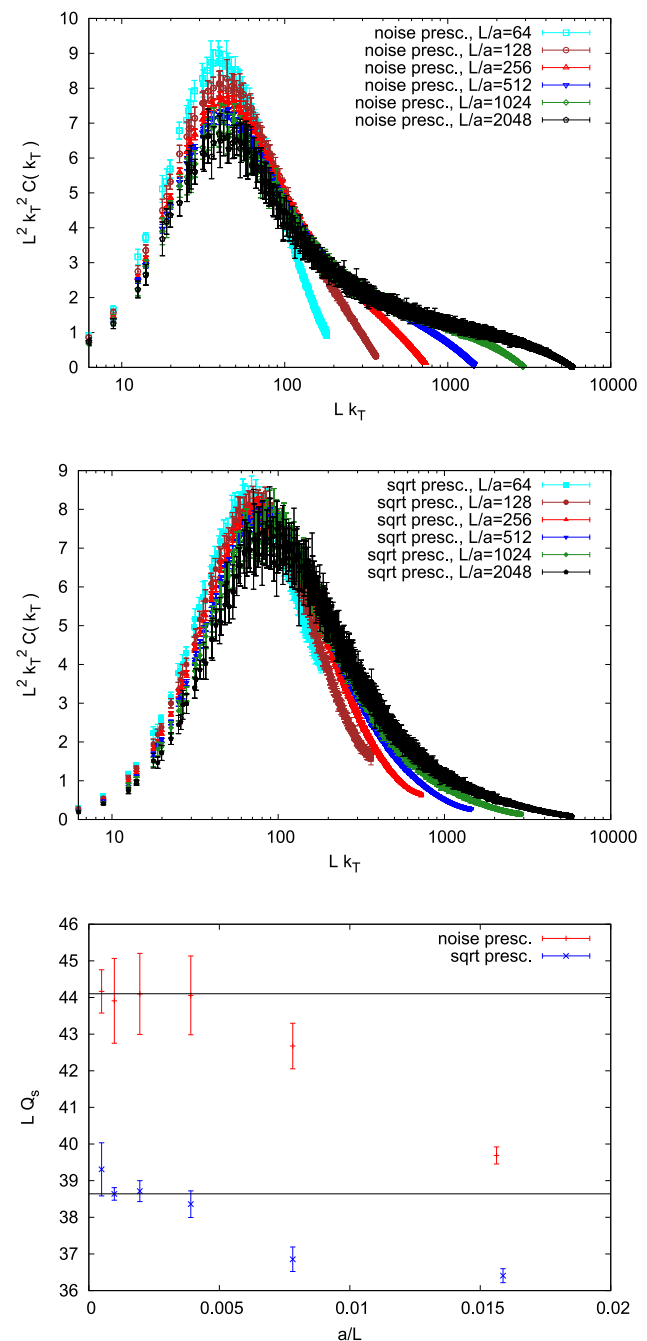 10
9
8
7
6
5
4
3
2
1
0
L² k_T² C( k_T )
noise presc., L/a=64
noise presc., L/a=128
noise presc., L/a=256
noise presc., L/a=512
noise presc., L/a=1024
noise presc., L/a=2048
10 100 1000 10000
L k_T
9
8
7
6
5
4
3
2
1
0
L² k_T² C( k_T )
sqrt presc., L/a=64
sqrt presc., L/a=128
sqrt presc., L/a=256
sqrt presc., L/a=512
sqrt presc., L/a=1024
sqrt presc., L/a=2048
10 100 1000 10000
L k_T
46
45
44
43
42
41
40
39
38
37
36
L Q_s
noise presc.
sqrt presc.
0 0.005 0.01 0.015 0.02
a/L